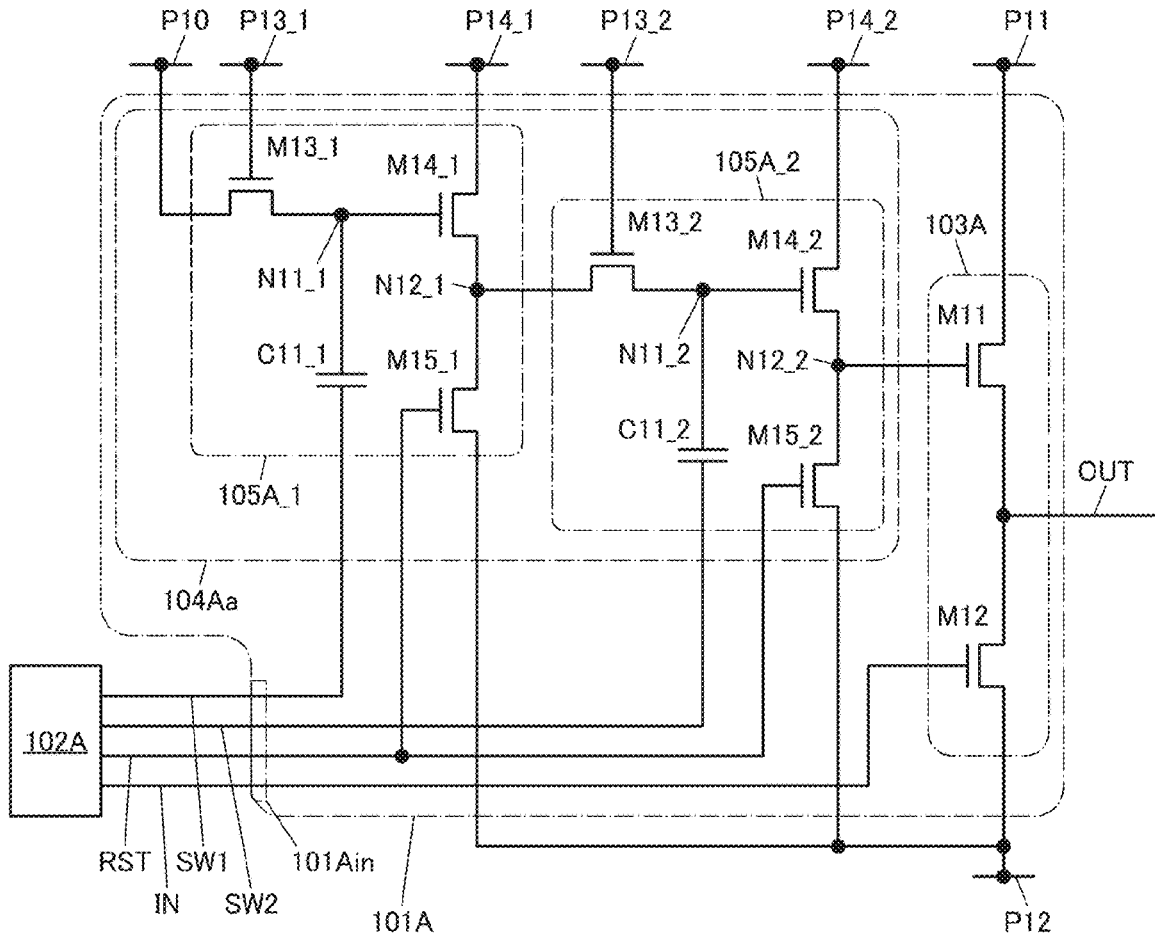 P10 P13_1 P14_1 P13_2 P14_2 P11
M13_1
M14_1
105A_2
M13_2
M14_2
103A
N11_1
N12_1
M11
C11_1
M15_1
N11_2
N12_2
C11_2
M15_2
105A_1
OUT
104Aa
M12
102A
RST SW1 101Ain
IN SW2 101A P12